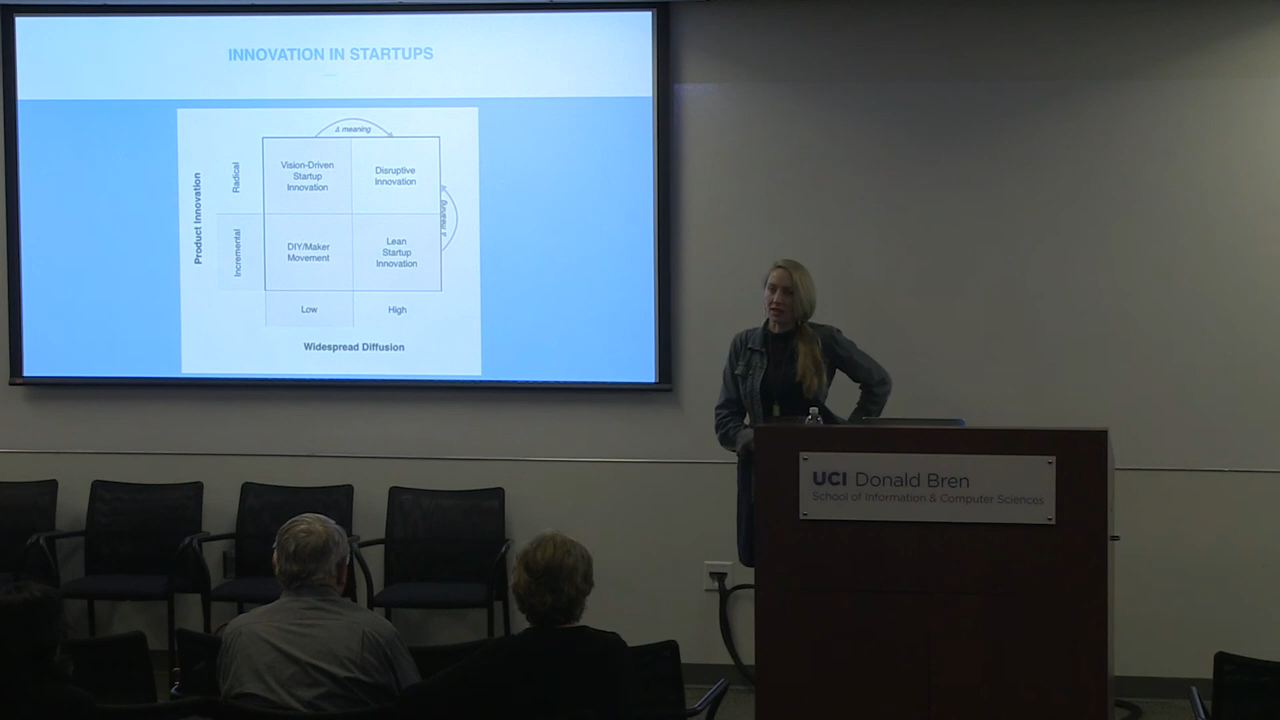 INNOVATION IN STARTUPS
Δ meaning
Product Innovation
Radical
Vision-Driven
Startup
Innovation
Disruptive
Innovation
Δ meaning
Incremental
DIY/Maker
Movement
Lean
Startup
Innovation
Low
High
Widespread Diffusion
UCI Donald Bren
School of Information & Computer Sciences